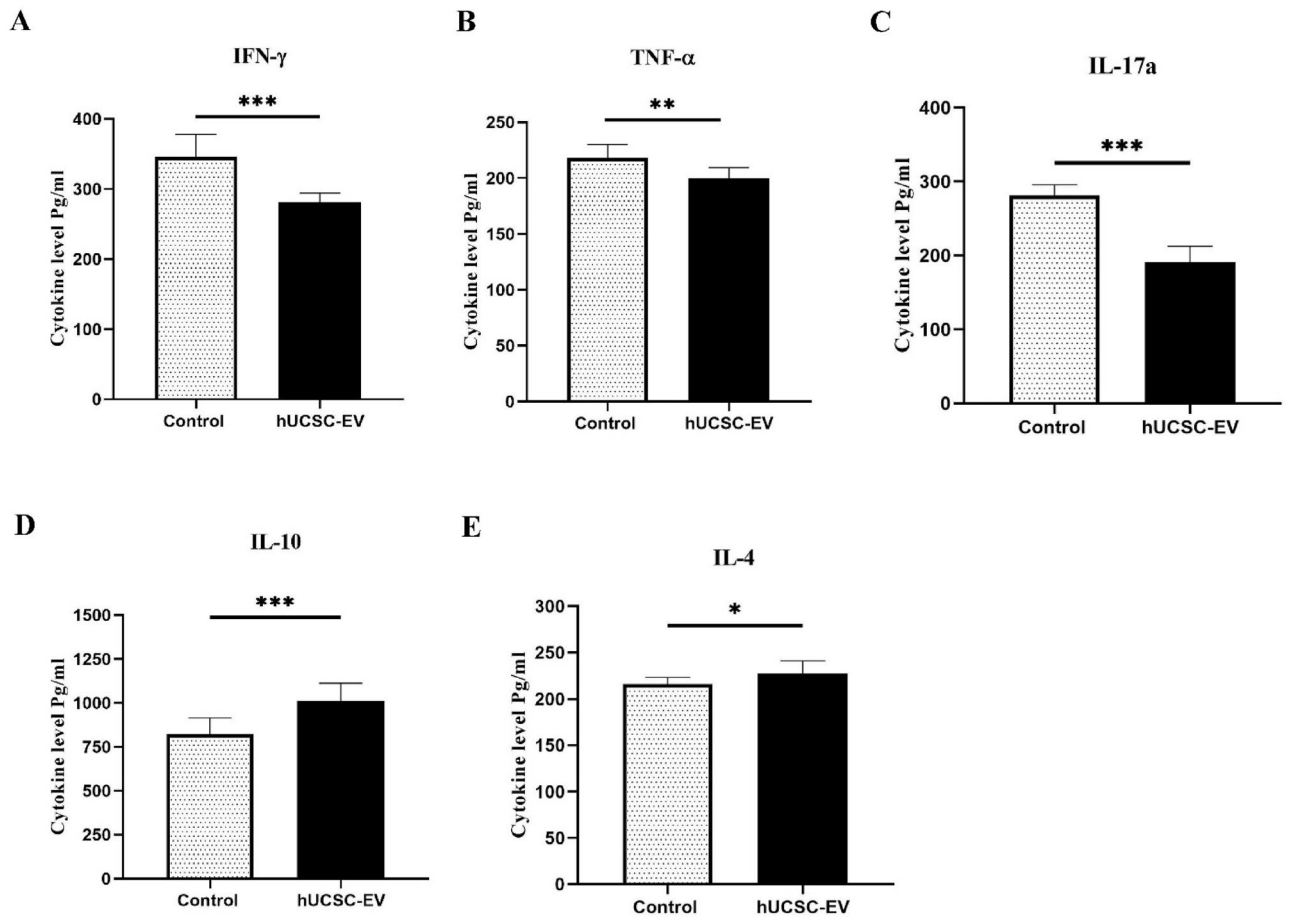 A
IFN-γ
***
Cytokine level Pg/ml
400
300
200
100
0
Control hUCSC-EV
B
TNF-α
**
Cytokine level Pg/ml
250
200
150
100
50
0
Control hUCSC-EV
C
IL-17a
***
Cytokine level Pg/ml
400
300
200
100
0
Control hUCSC-EV
D
IL-10
***
Cytokine level Pg/ml
1500
1250
1000
750
500
250
0
Control hUCSC-EV
E
IL-4
*
Cytokine level Pg/ml
300
250
200
150
100
50
0
Control hUCSC-EV